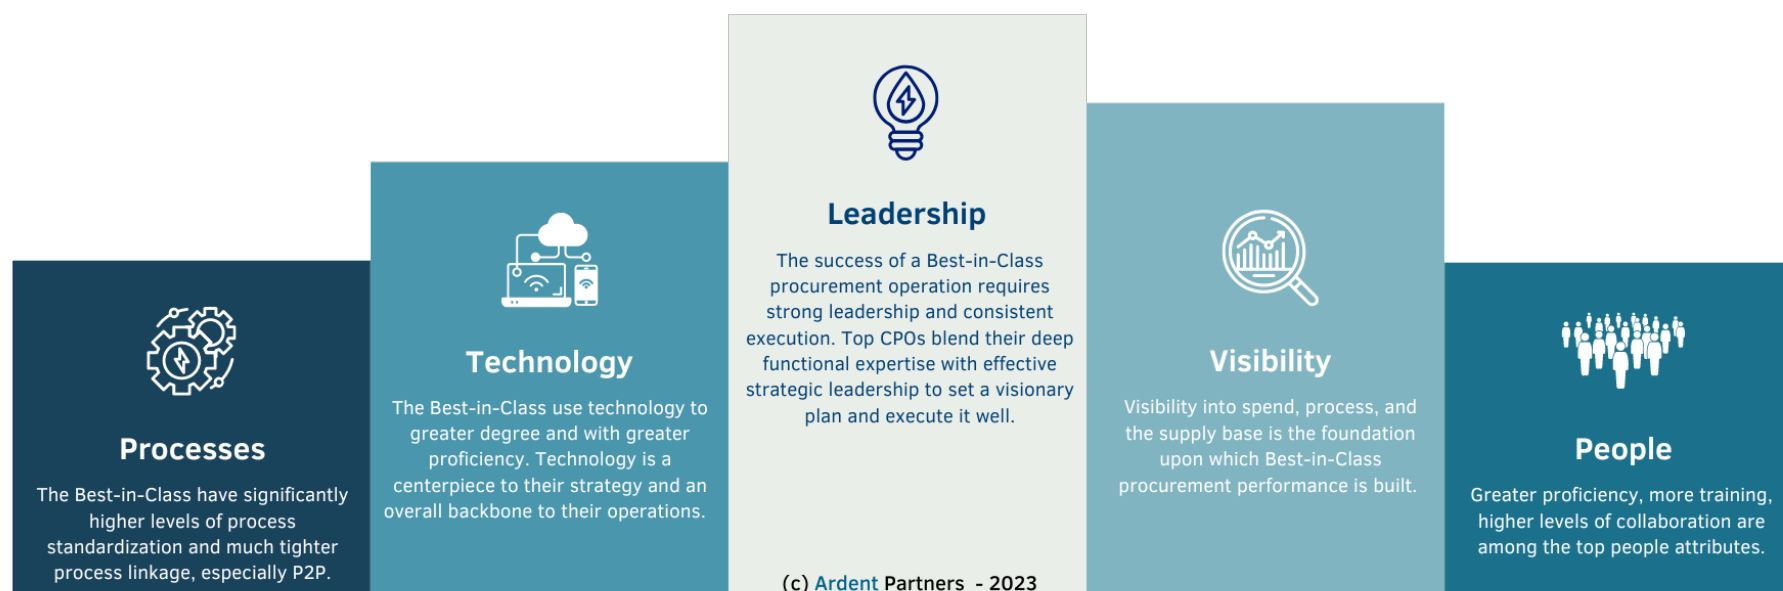 Processes
The Best-in-Class have significantly
higher levels of process
standardization and much tighter
process linkage, especially P2P.
Technology
The Best-in-Class use technology to
greater degree and with greater
proficiency. Technology is a
centerpiece to their strategy and an
overall backbone to their operations.
Leadership
The success of a Best-in-Class
procurement operation requires
strong leadership and consistent
execution. Top CPOs blend their deep
functional expertise with effective
strategic leadership to set a visionary
plan and execute it well.
(c) Ardent Partners - 2023
Visibility
Visibility into spend, process, and
the supply base is the foundation
upon which Best-in-Class
procurement performance is built.
People
Greater proficiency, more training,
higher levels of collaboration are
among the top people attributes.